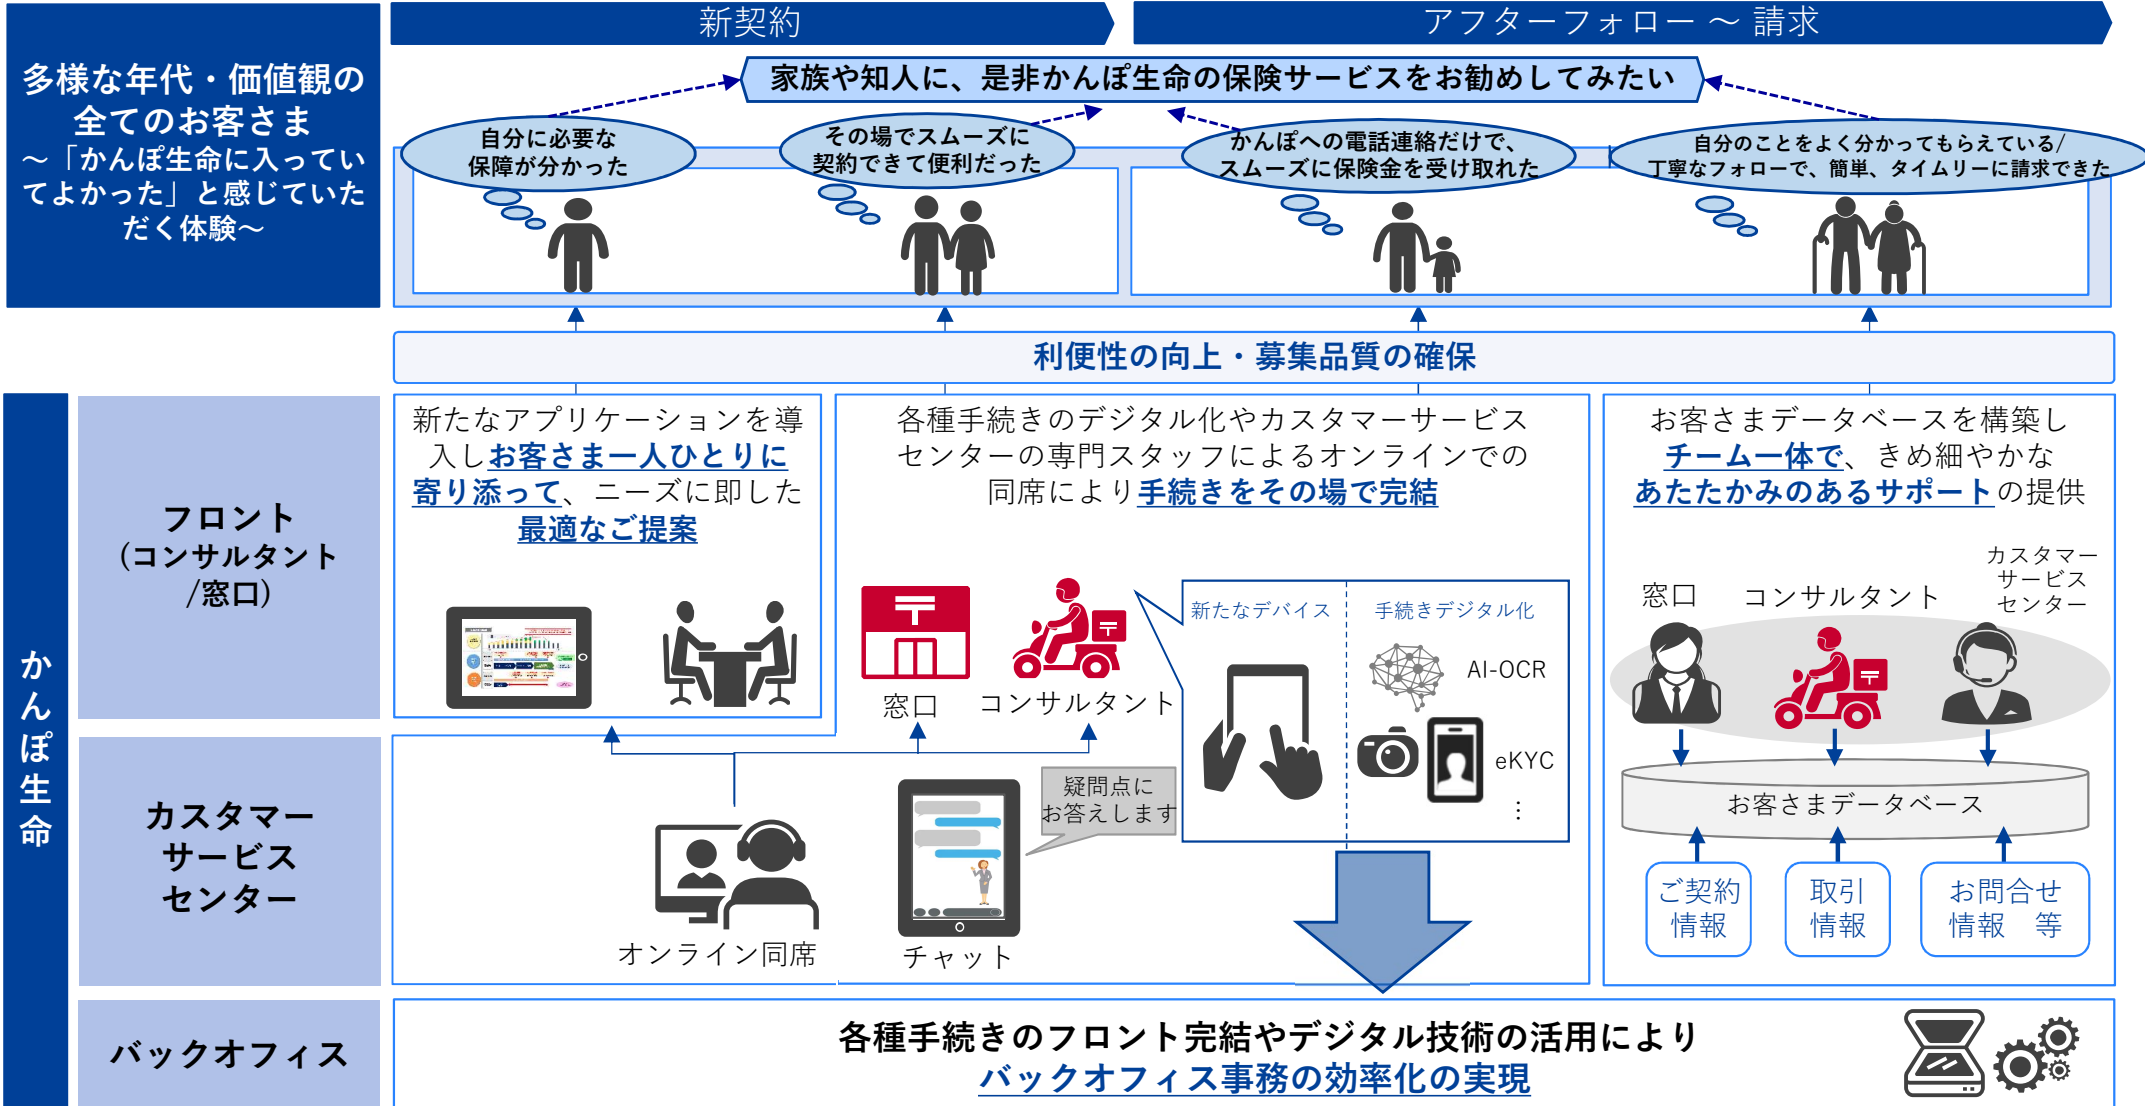 新契約
アフターフォロー ～ 請求
多様な年代・価値観の
全てのお客さま
～「かんぽ生命に入ってい
てよかった」と感じていた
だく体験～
家族や知人に、是非かんぽ生命の保険サービスをお勧めしてみたい
自分に必要な
保障が分かった
その場でスムーズに
契約できて便利だった
かんぽへの電話連絡だけで、
スムーズに保険金を受け取れた
自分のことをよく分かってもらえている/
丁寧なフォローで、簡単、タイムリーに請求できた
利便性の向上・募集品質の確保
かんぽ生命
フロント
(コンサルタント
/窓口)
新たなアプリケーションを導
入しお客さま一人ひとりに
寄り添って、ニーズに即した
最適なご提案
各種手続きのデジタル化やカスタマーサービス
センターの専門スタッフによるオンラインでの
同席により手続きをその場で完結
窓口
コンサルタント
新たなデバイス
手続きデジタル化
AI-OCR
eKYC
⋮
お客さまデータベースを構築し
チーム一体で、きめ細やかな
あたたかみのあるサポートの提供
窓口
コンサルタント
カスタマー
サービス
センター
お客さまデータベース
ご契約
情報
取引
情報
お問合せ
情報　等
カスタマー
サービス
センター
オンライン同席
チャット
疑問点に
お答えします
バックオフィス
各種手続きのフロント完結やデジタル技術の活用により
バックオフィス事務の効率化の実現